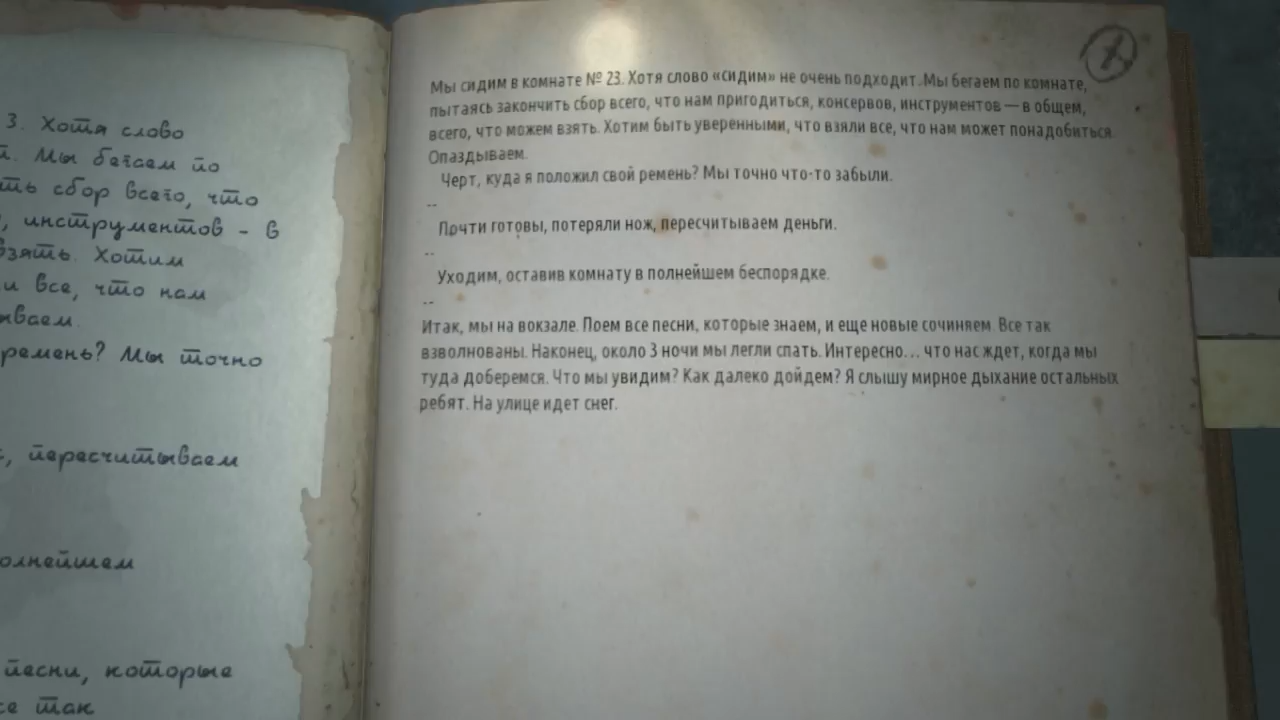 3. Хотя слово
т. Мы бегаем по
ть сбор всего, что
, инструментов - в
взять. Хотим
и все, что нам
ываем.
ремень? Мы точно
, пересчитываем
олнейшем
песни, которые
се так
1
Мы сидим в комнате № 23. Хотя слово «сидим» не очень подходит. Мы бегаем по комнате,
пытаясь закончить сбор всего, что нам пригодиться, консервов, инструментов — в общем,
всего, что можем взять. Хотим быть уверенными, что взяли все, что нам может понадобиться.
Опаздываем.
Черт, куда я положил свой ремень? Мы точно что-то забыли.
--
Почти готовы, потеряли нож, пересчитываем деньги.
--
Уходим, оставив комнату в полнейшем беспорядке.
--
Итак, мы на вокзале. Поем все песни, которые знаем, и еще новые сочиняем. Все так
взволнованы. Наконец, около 3 ночи мы легли спать. Интересно... что нас ждет, когда мы
туда доберемся. Что мы увидим? Как далеко дойдем? Я слышу мирное дыхание остальных
ребят. На улице идет снег.